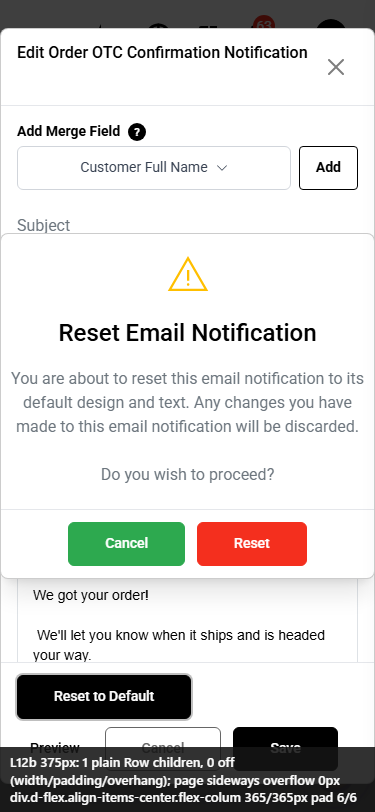 63
Edit Order OTC Confirmation Notification
Add Merge Field ?
Customer Full Name
Add
Subject
Reset Email Notification
You are about to reset this email notification to its
default design and text. Any changes you have
made to this email notification will be discarded.
Do you wish to proceed?
Cancel
Reset
We got your order!
We'll let you know when it ships and is headed
your way.
Reset to Default
Preview
Cancel
Save
L12b 375px: 1 plain Row children, 0 off
(width/padding/overhang); page sideways overflow 0px
div.d-flex.align-items-center.flex-colum 365/365px pad 6/6